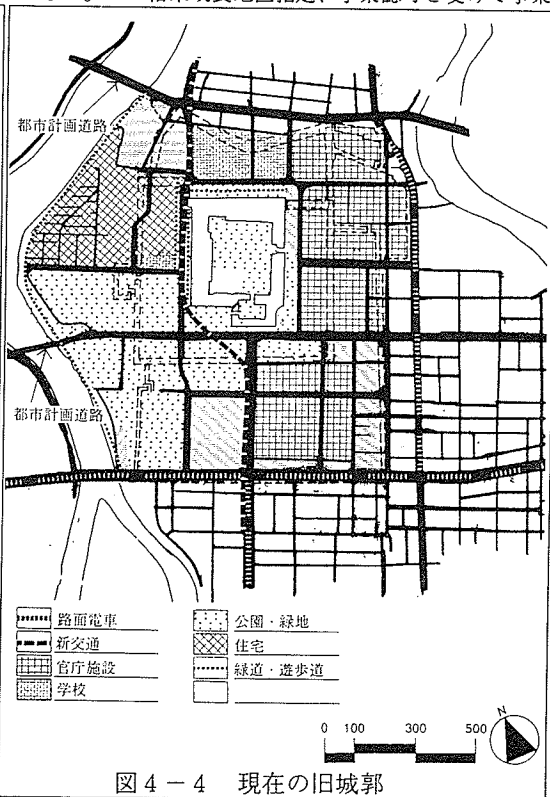 都市計画道路
都市計画道路
路面電車
新交通
官庁施設
学校
公園・緑地
住宅
緑道・遊歩道
0 100 300 500
N
図4-4 現在の旧城郭